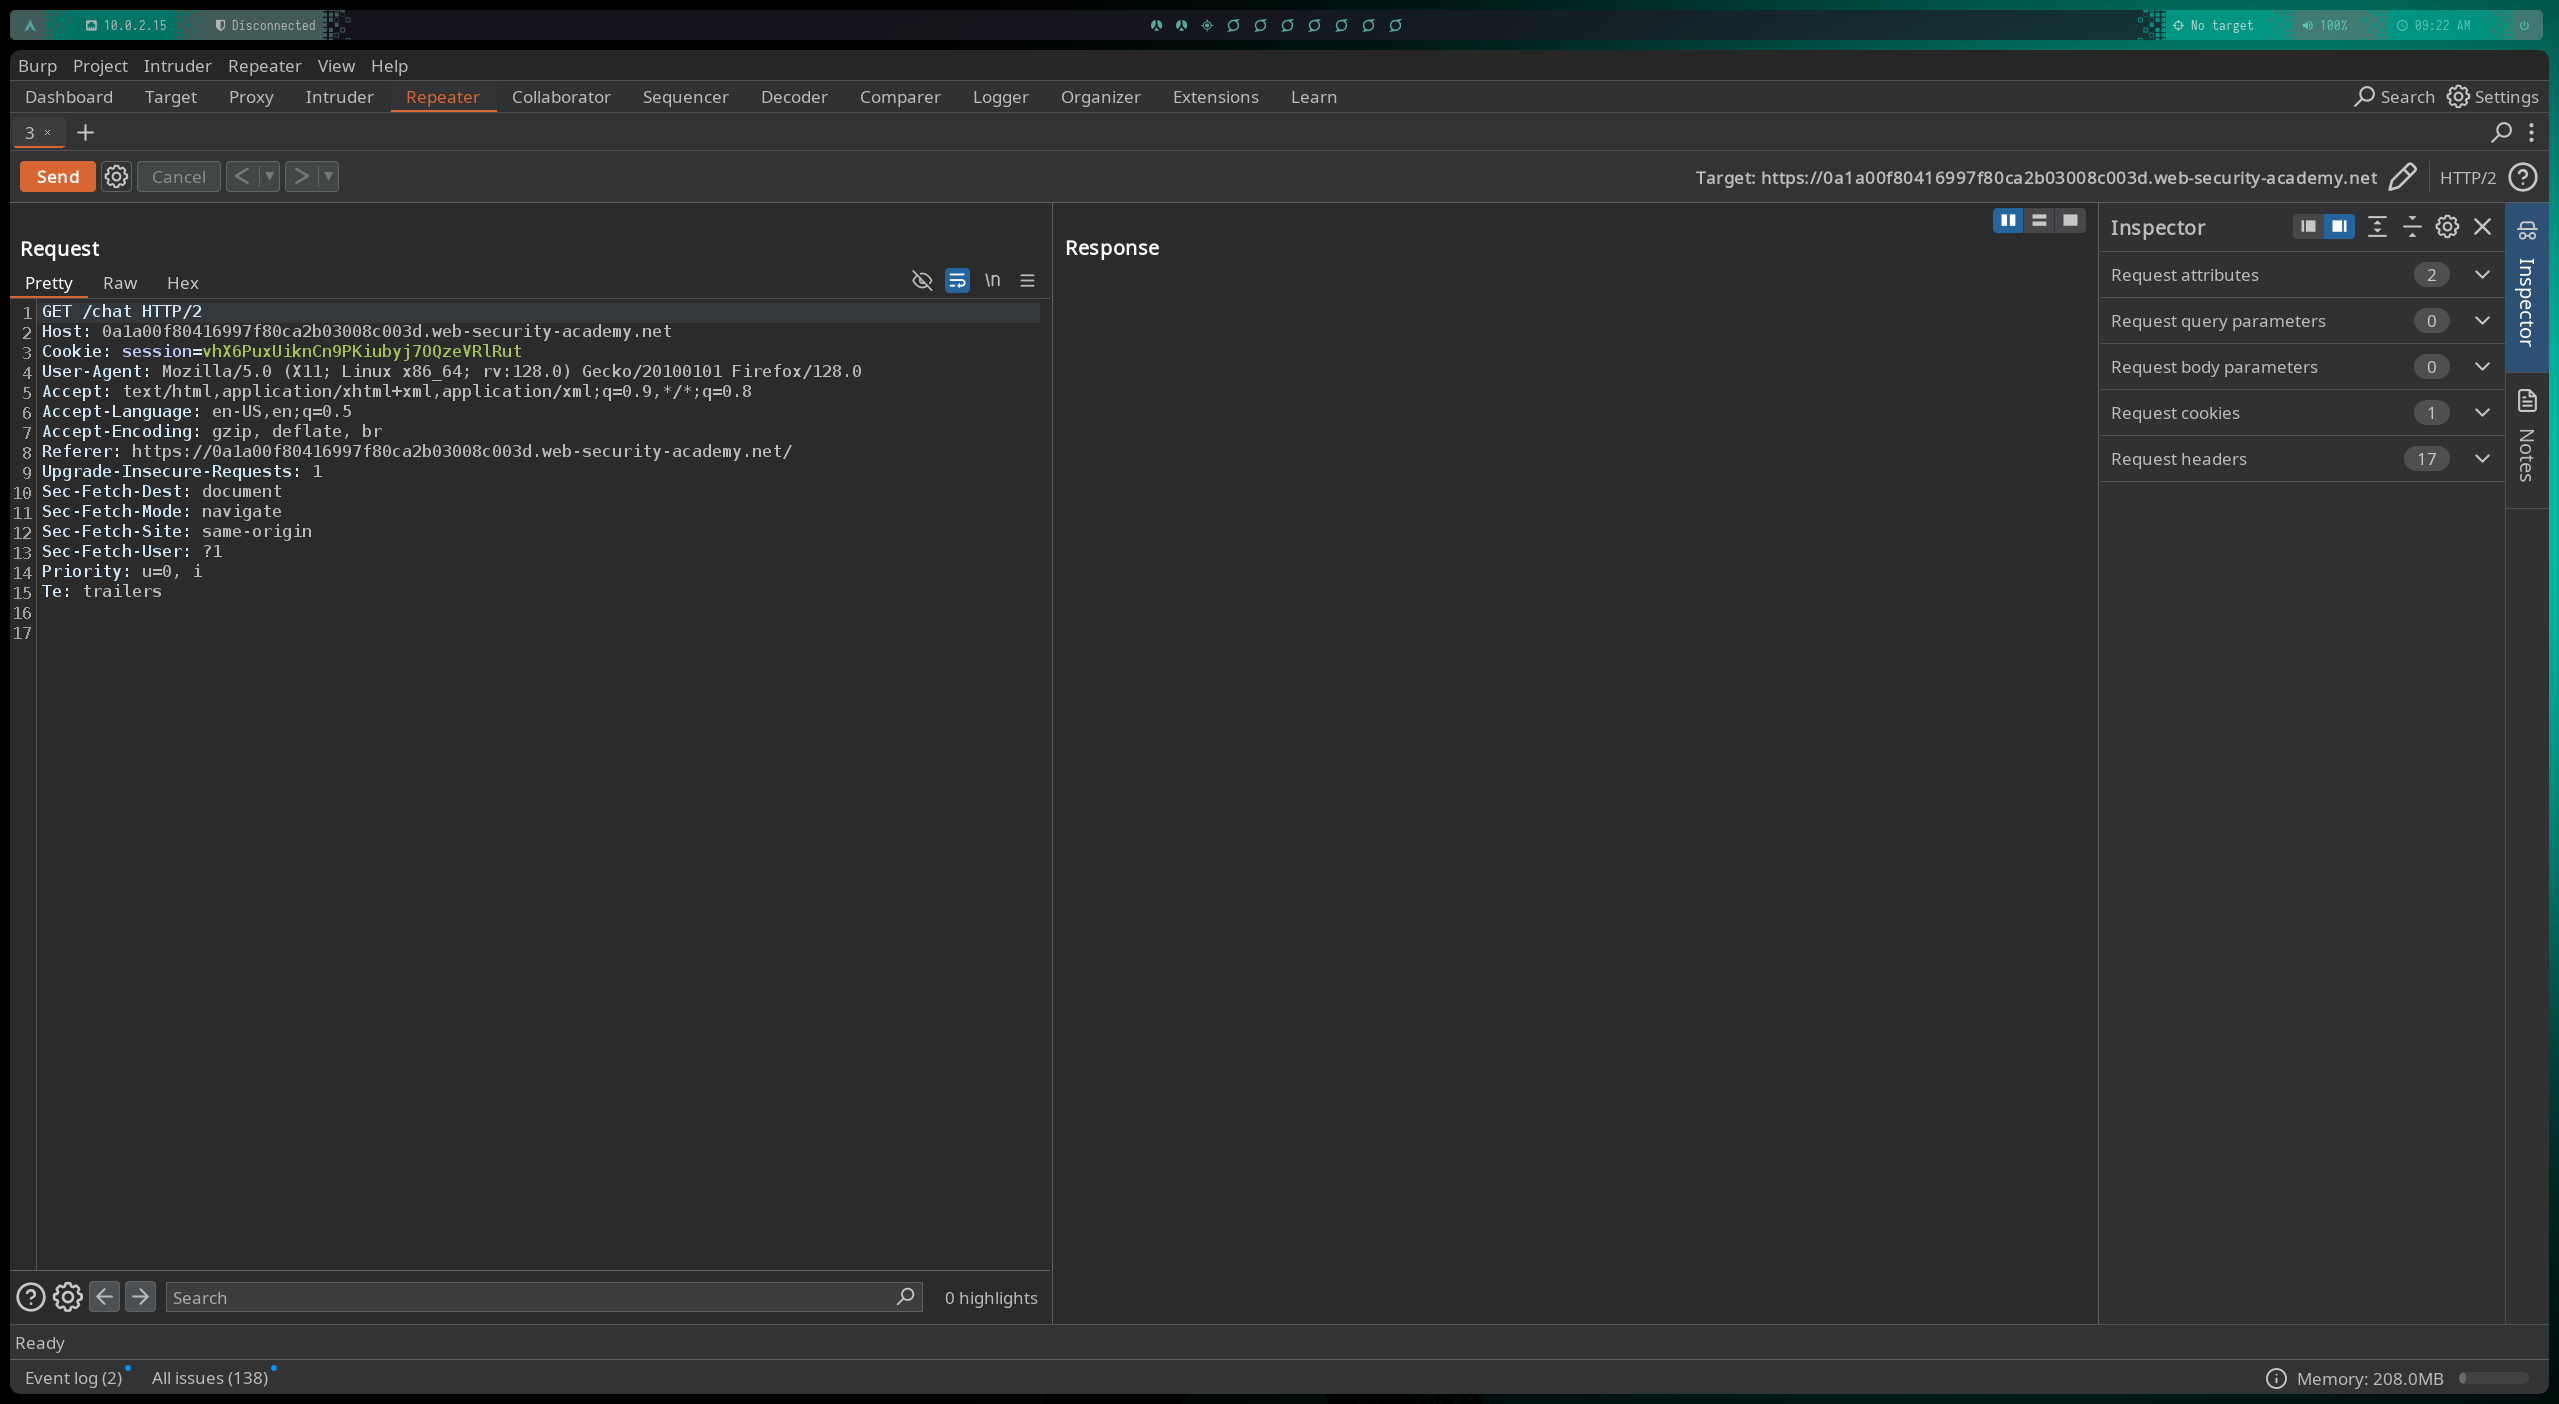 10.0.2.15 Disconnected No target 100% 09:22 AM
Burp Project Intruder Repeater View Help
Dashboard Target Proxy Intruder Repeater Collaborator Sequencer Decoder Comparer Logger Organizer Extensions Learn Search Settings
3 × +
Send Cancel < > Target: https://0a1a00f80416997f80ca2b03008c003d.web-security-academy.net HTTP/2
Request
Pretty Raw Hex \n
1 GET /chat HTTP/2
2 Host: 0a1a00f80416997f80ca2b03008c003d.web-security-academy.net
3 Cookie: session=vhX6PuxUiknCn9PKiubyj7OQzeVRlRut
4 User-Agent: Mozilla/5.0 (X11; Linux x86_64; rv:128.0) Gecko/20100101 Firefox/128.0
5 Accept: text/html,application/xhtml+xml,application/xml;q=0.9,*/*;q=0.8
6 Accept-Language: en-US,en;q=0.5
7 Accept-Encoding: gzip, deflate, br
8 Referer: https://0a1a00f80416997f80ca2b03008c003d.web-security-academy.net/
9 Upgrade-Insecure-Requests: 1
10 Sec-Fetch-Dest: document
11 Sec-Fetch-Mode: navigate
12 Sec-Fetch-Site: same-origin
13 Sec-Fetch-User: ?1
14 Priority: u=0, i
15 Te: trailers
16
17
Search 0 highlights
Response
Inspector
Request attributes 2
Request query parameters 0
Request body parameters 0
Request cookies 1
Request headers 17
Inspector
Notes
Ready
Event log (2) All issues (138) Memory: 208.0MB